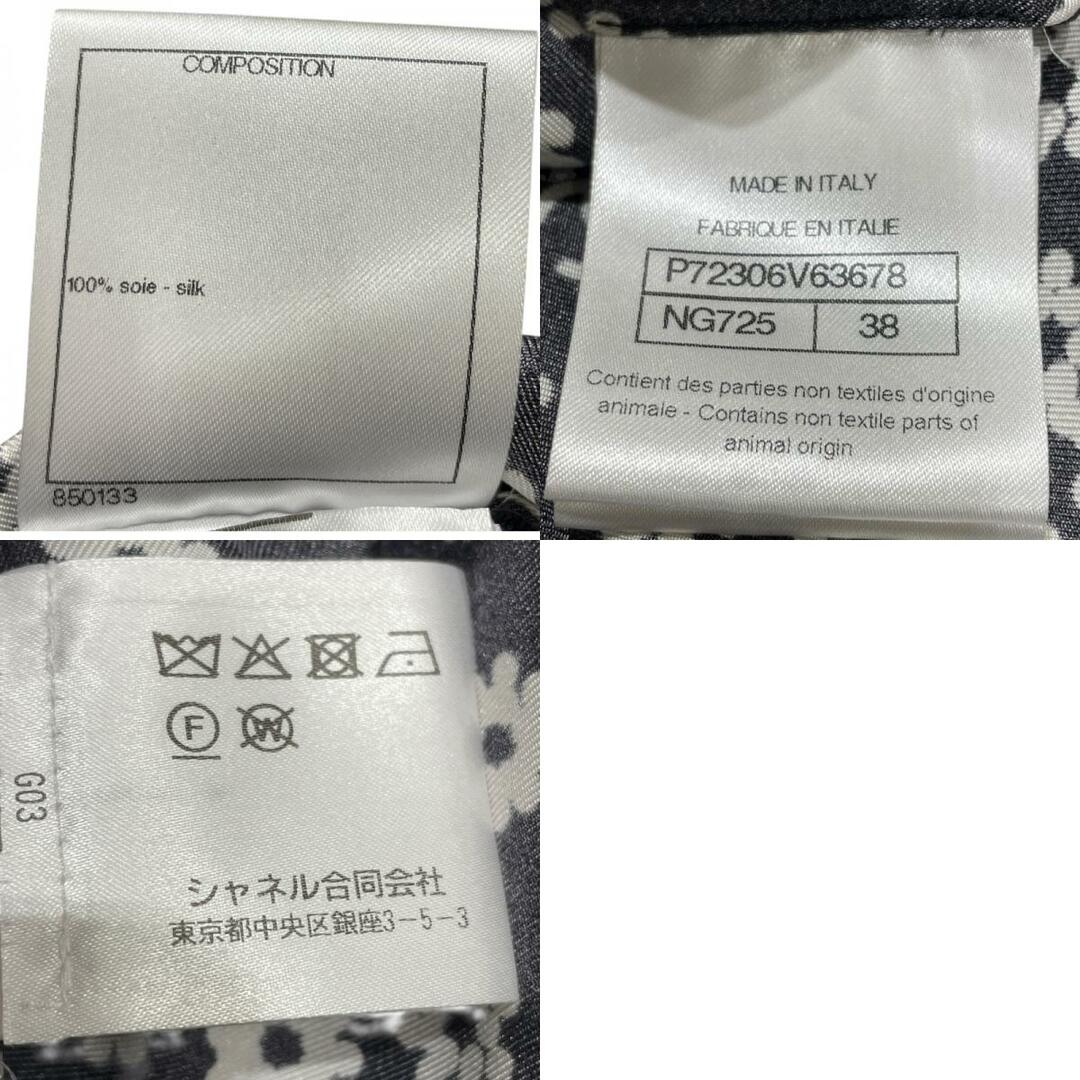 COMPOSITION
100% soie - silk
850133
MADE IN ITALY
FABRIQUE EN ITALIE
P72306V63678
NG725 38
Contient des parties non textiles d'origine
animale - Contains non textile parts of
animal origin
F W
G03
シャネル合同会社
東京都中央区銀座3-5-3